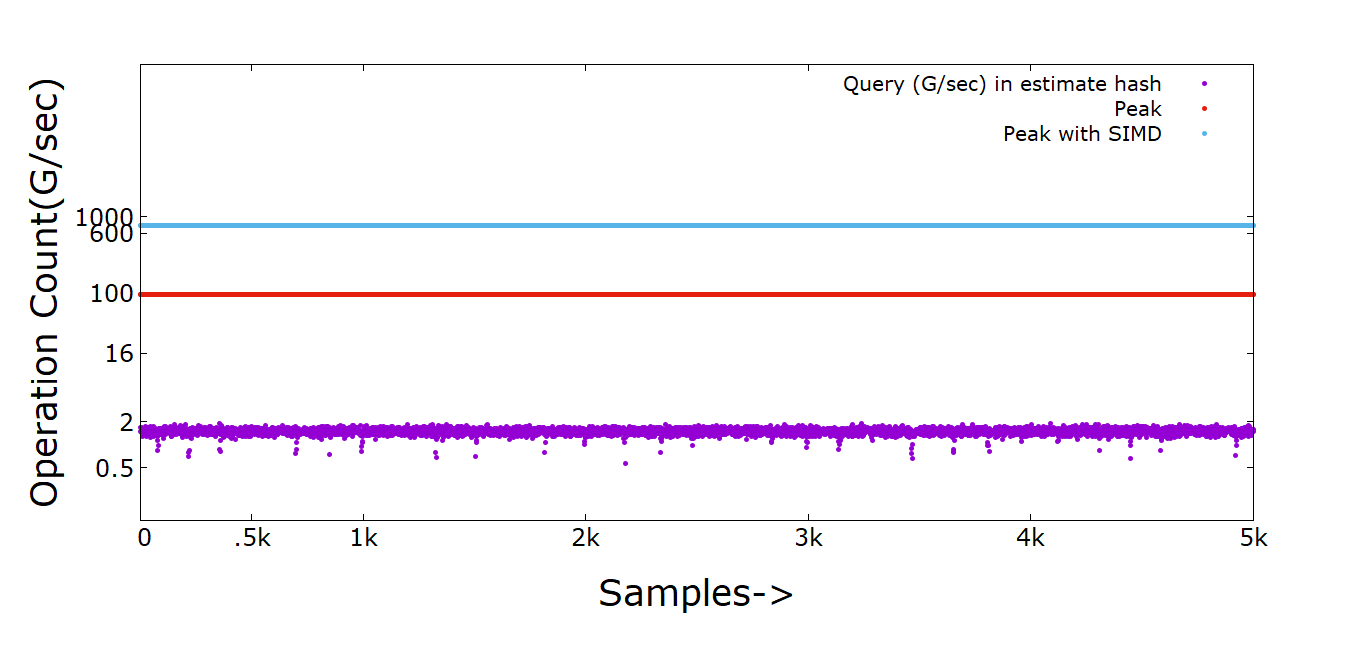 Operation Count(G/sec)
Query (G/sec) in estimate hash
Peak
Peak with SIMD
1000
600
100
16
2
0.5
0 .5k 1k 2k 3k 4k 5k
Samples->